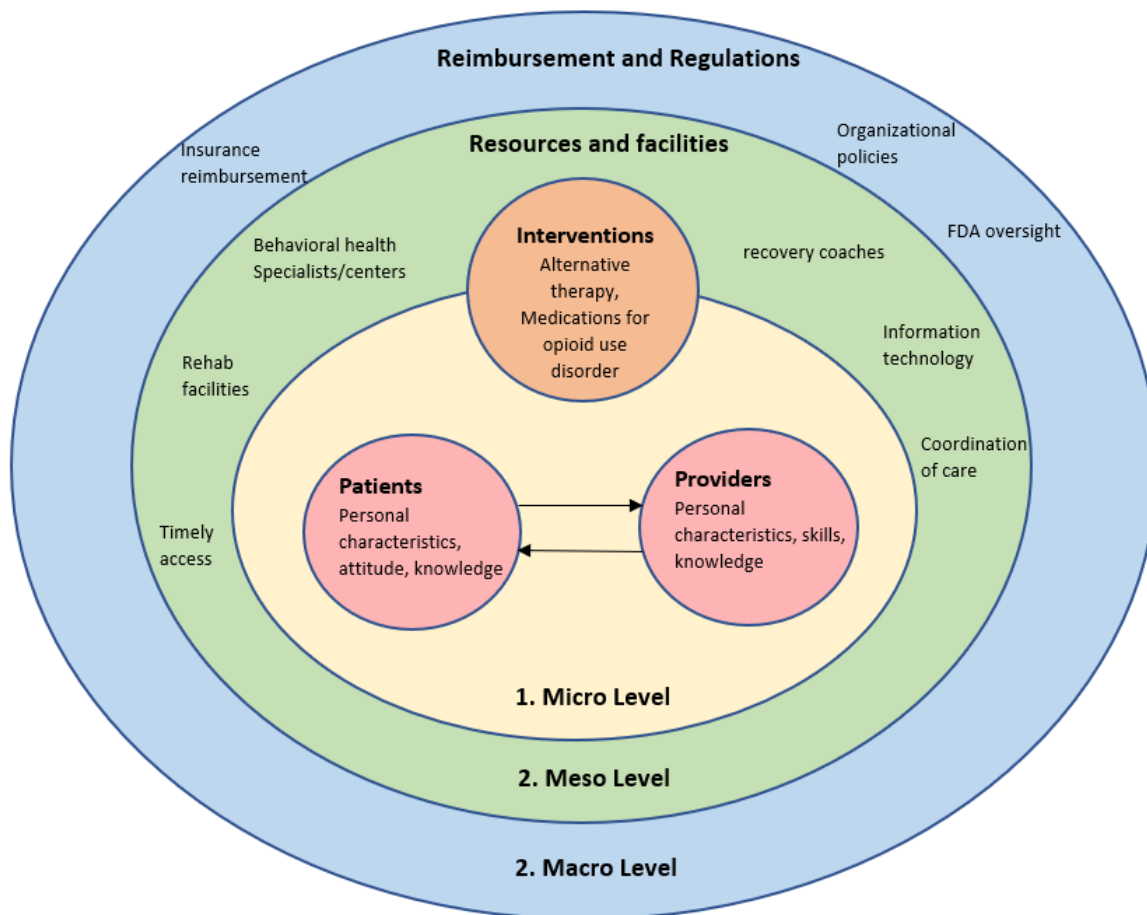 Reimbursement and Regulations
Insurance
reimbursement
Organizational
policies
FDA oversight
Resources and facilities
Behavioral health
Specialists/centers
recovery coaches
Rehab
facilities
Information
technology
Timely
access
Coordination
of care
Interventions
Alternative
therapy,
Medications for
opioid use
disorder
Patients
Personal
characteristics,
attitude, knowledge
Providers
Personal
characteristics, skills,
knowledge
1. Micro Level
2. Meso Level
2. Macro Level